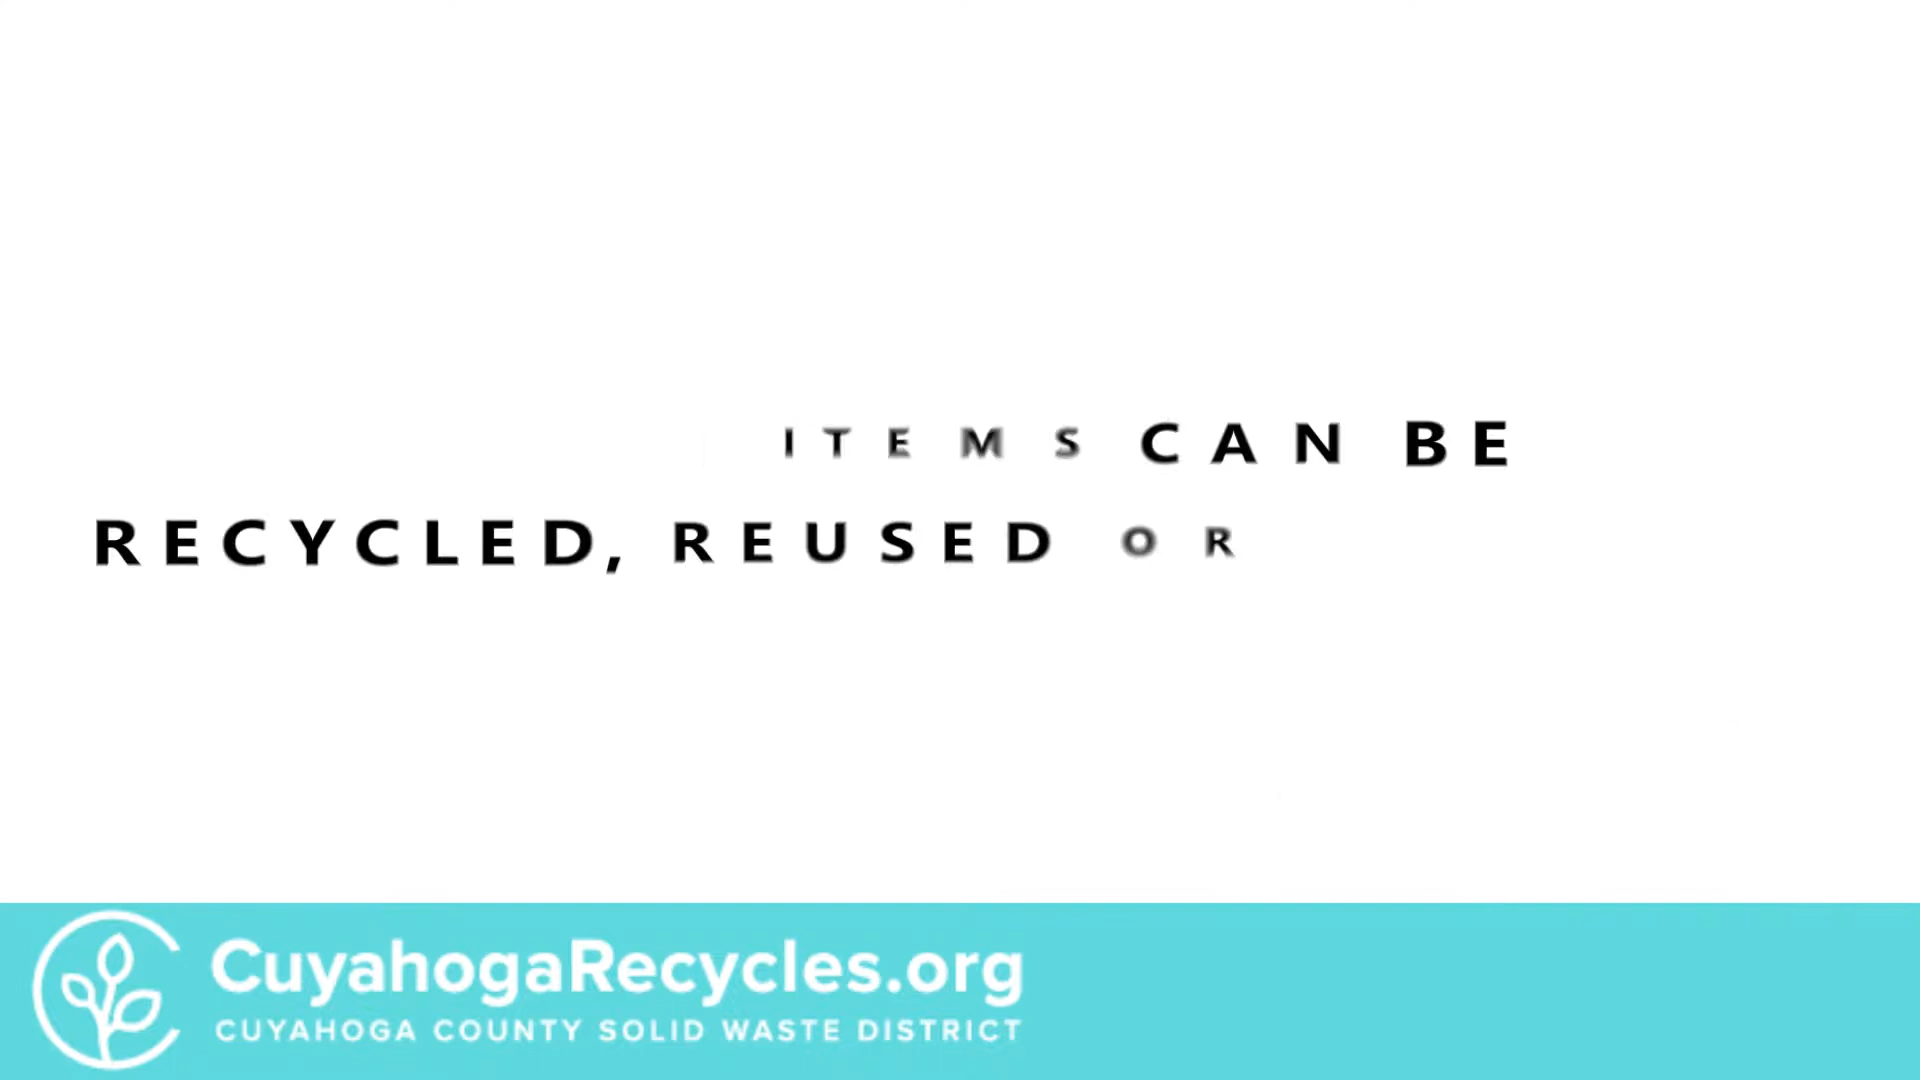 ITEMS CAN BE
RECYCLED, REUSED OR
CuyahogaRecycles.org
CUYAHOGA COUNTY SOLID WASTE DISTRICT